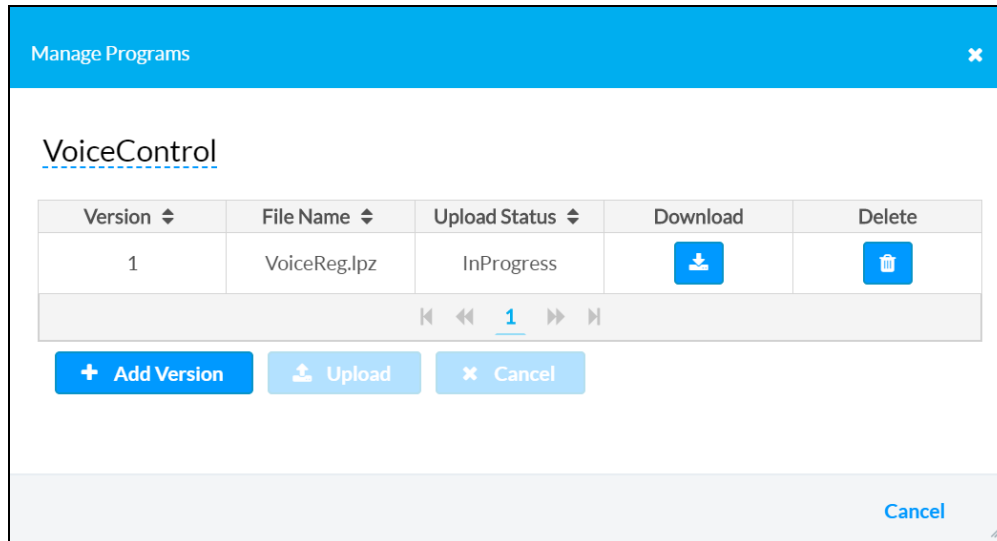 Manage Programs
VoiceControl
Version File Name Upload Status Download Delete
1 VoiceReg.lpz InProgress
1
Add Version Upload Cancel
Cancel